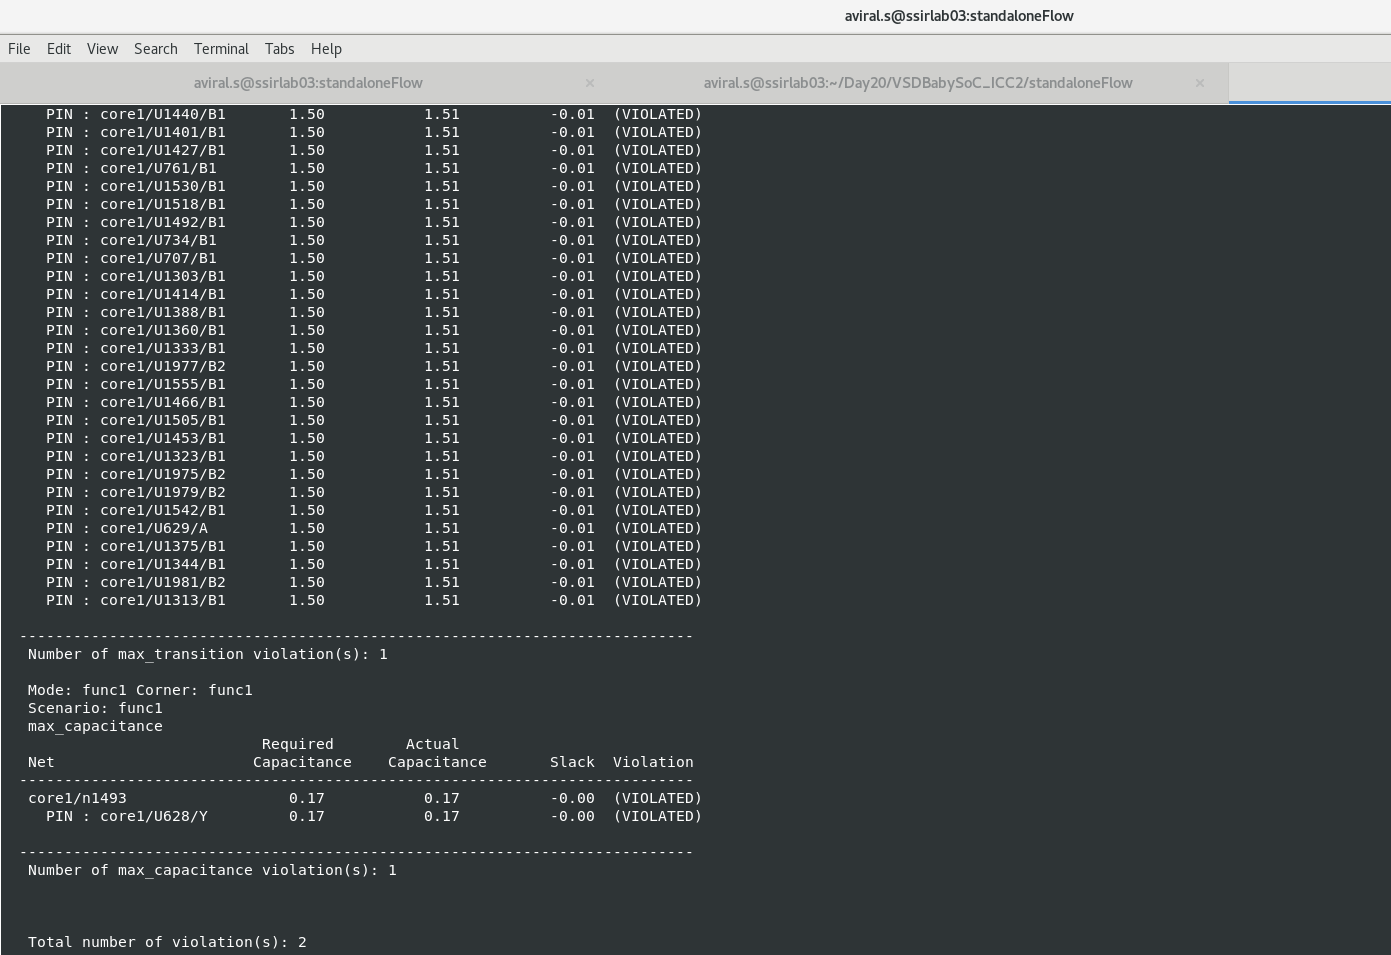 aviral.s@ssirlab03:standaloneFlow
File Edit View Search Terminal Tabs Help
aviral.s@ssirlab03:standaloneFlow × aviral.s@ssirlab03:~/Day20/VSDBabySoC_ICC2/standaloneFlow ×
PIN : core1/U1440/B1 1.50 1.51 -0.01 (VIOLATED)
PIN : core1/U1401/B1 1.50 1.51 -0.01 (VIOLATED)
PIN : core1/U1427/B1 1.50 1.51 -0.01 (VIOLATED)
PIN : core1/U761/B1 1.50 1.51 -0.01 (VIOLATED)
PIN : core1/U1530/B1 1.50 1.51 -0.01 (VIOLATED)
PIN : core1/U1518/B1 1.50 1.51 -0.01 (VIOLATED)
PIN : core1/U1492/B1 1.50 1.51 -0.01 (VIOLATED)
PIN : core1/U734/B1 1.50 1.51 -0.01 (VIOLATED)
PIN : core1/U707/B1 1.50 1.51 -0.01 (VIOLATED)
PIN : core1/U1303/B1 1.50 1.51 -0.01 (VIOLATED)
PIN : core1/U1414/B1 1.50 1.51 -0.01 (VIOLATED)
PIN : core1/U1388/B1 1.50 1.51 -0.01 (VIOLATED)
PIN : core1/U1360/B1 1.50 1.51 -0.01 (VIOLATED)
PIN : core1/U1333/B1 1.50 1.51 -0.01 (VIOLATED)
PIN : core1/U1977/B2 1.50 1.51 -0.01 (VIOLATED)
PIN : core1/U1555/B1 1.50 1.51 -0.01 (VIOLATED)
PIN : core1/U1466/B1 1.50 1.51 -0.01 (VIOLATED)
PIN : core1/U1505/B1 1.50 1.51 -0.01 (VIOLATED)
PIN : core1/U1453/B1 1.50 1.51 -0.01 (VIOLATED)
PIN : core1/U1323/B1 1.50 1.51 -0.01 (VIOLATED)
PIN : core1/U1975/B2 1.50 1.51 -0.01 (VIOLATED)
PIN : core1/U1979/B2 1.50 1.51 -0.01 (VIOLATED)
PIN : core1/U1542/B1 1.50 1.51 -0.01 (VIOLATED)
PIN : core1/U629/A 1.50 1.51 -0.01 (VIOLATED)
PIN : core1/U1375/B1 1.50 1.51 -0.01 (VIOLATED)
PIN : core1/U1344/B1 1.50 1.51 -0.01 (VIOLATED)
PIN : core1/U1981/B2 1.50 1.51 -0.01 (VIOLATED)
PIN : core1/U1313/B1 1.50 1.51 -0.01 (VIOLATED)
---------------------------------------------------------------------------
Number of max_transition violation(s): 1
Mode: func1 Corner: func1
Scenario: func1
max_capacitance
Required Actual
Net Capacitance Capacitance Slack Violation
---------------------------------------------------------------------------
core1/n1493 0.17 0.17 -0.00 (VIOLATED)
PIN : core1/U628/Y 0.17 0.17 -0.00 (VIOLATED)
---------------------------------------------------------------------------
Number of max_capacitance violation(s): 1
Total number of violation(s): 2